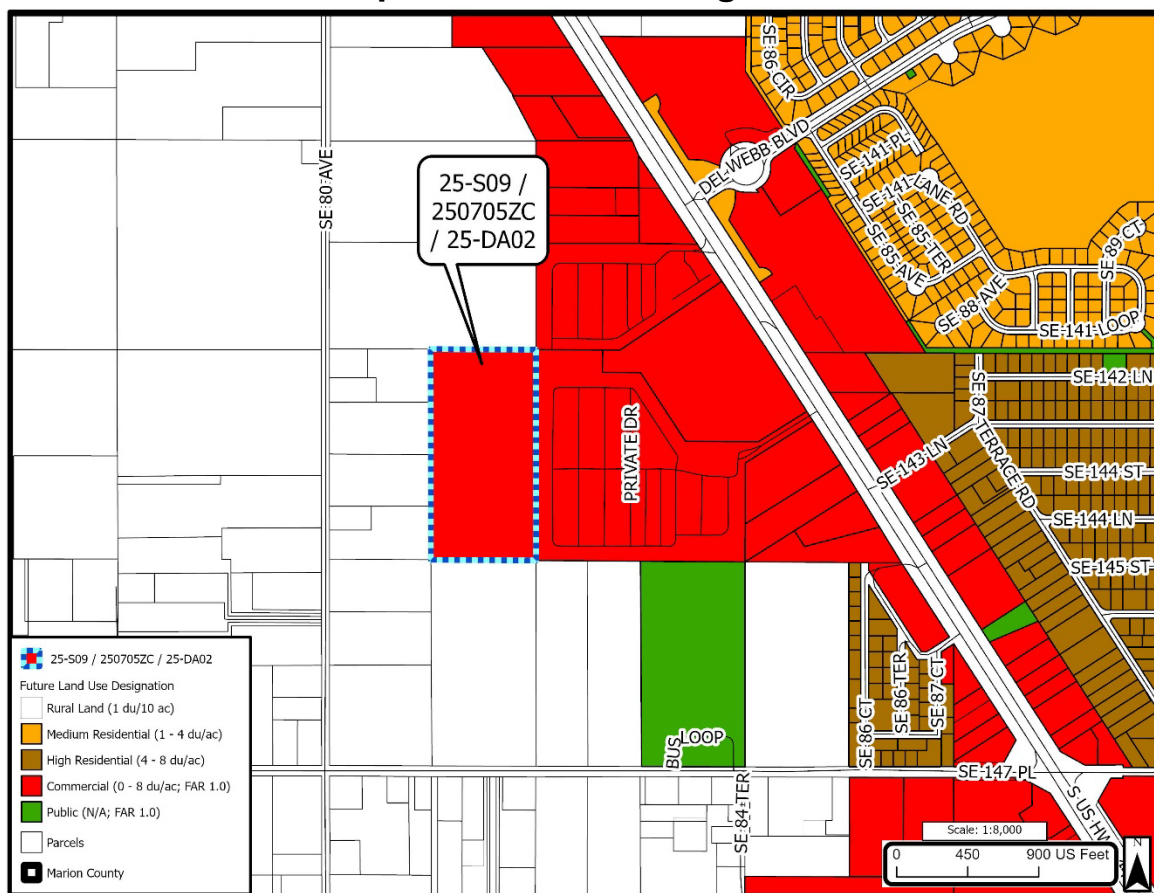 SE 86 CIR
DEL WEBB BLVD
SE 141 PL
SE 141 LANE RD
SE 85 TER
SE 85 AVE
SE 89 CT
SE 88 AVE
SE 141 LOOP
SE 80 AVE
25-S09 /
250705ZC
/ 25-DA02
PRIVATE DR
SE 142 LN
SE 87 TERRACE RD
SE 143 LN
SE 144 ST
SE 144 LN
SE 145 ST
SE 86 CT
SE 86 TER
SE 87 CT
BUS LOOP
SE 84 TER
SE 147 PL
S US HW
25-S09 / 250705ZC / 25-DA02
Future Land Use Designation
Rural Land (1 du/10 ac)
Medium Residential (1 - 4 du/ac)
High Residential (4 - 8 du/ac)
Commercial (0 - 8 du/ac; FAR 1.0)
Public (N/A; FAR 1.0)
Parcels
Marion County
Scale: 1:8,000
0 450 900 US Feet
N